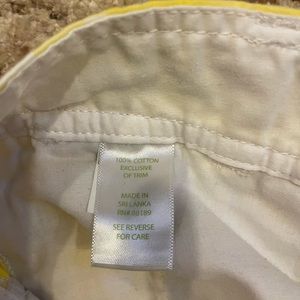 100% COTTON
EXCLUSIVE
OF TRIM
MADE IN
SRI LANKA
RN# 88189
SEE REVERSE
FOR CARE